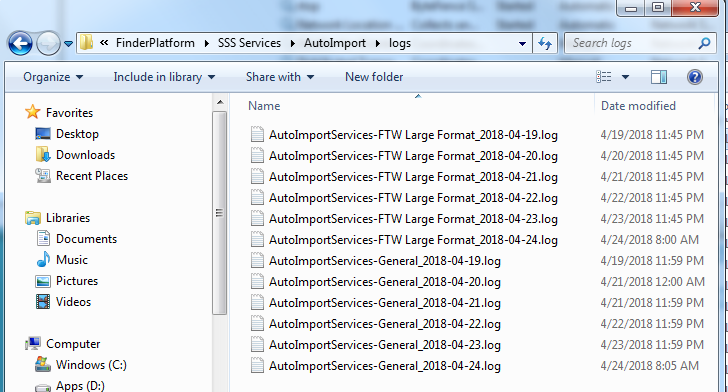 FinderPlatform SSS Services AutoImport logs Search logs
Organize Include in library Share with New folder
Favorites
Desktop
Downloads
Recent Places
Libraries
Documents
Music
Pictures
Videos
Computer
Windows (C:)
Apps (D:)
Name Date modified
AutoImportServices-FTW Large Format_2018-04-19.log 4/19/2018 11:45 PM
AutoImportServices-FTW Large Format_2018-04-20.log 4/20/2018 11:45 PM
AutoImportServices-FTW Large Format_2018-04-21.log 4/21/2018 11:45 PM
AutoImportServices-FTW Large Format_2018-04-22.log 4/22/2018 11:45 PM
AutoImportServices-FTW Large Format_2018-04-23.log 4/23/2018 11:45 PM
AutoImportServices-FTW Large Format_2018-04-24.log 4/24/2018 8:00 AM
AutoImportServices-General_2018-04-19.log 4/19/2018 11:59 PM
AutoImportServices-General_2018-04-20.log 4/21/2018 12:00 AM
AutoImportServices-General_2018-04-21.log 4/21/2018 11:59 PM
AutoImportServices-General_2018-04-22.log 4/22/2018 11:59 PM
AutoImportServices-General_2018-04-23.log 4/23/2018 11:59 PM
AutoImportServices-General_2018-04-24.log 4/24/2018 8:05 AM